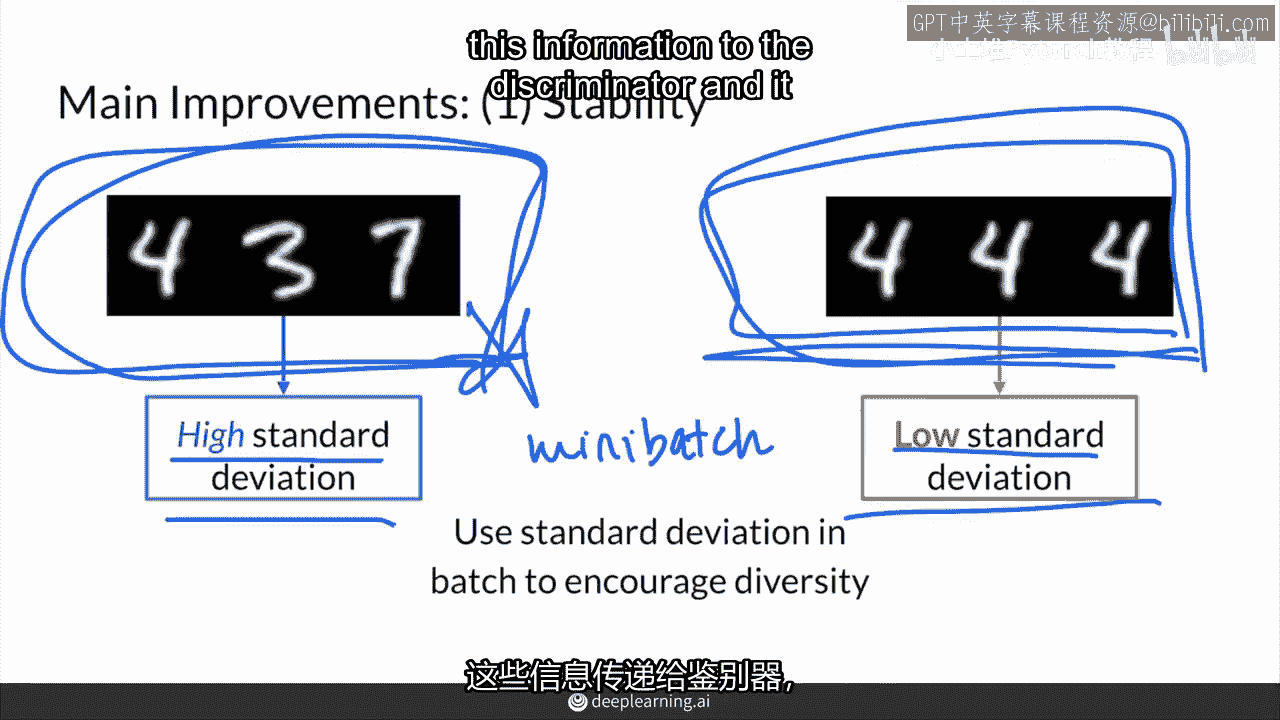 GPT中英字幕课程资源@bilibili.com
this information to the
discriminator and it
Main Improvements: (1) Stability
4 3 7
4 4 4
High standard
deviation
minibatch
Low standard
deviation
Use standard deviation in
batch to encourage diversity
这些信息传递给鉴别器,
deeplearning.ai